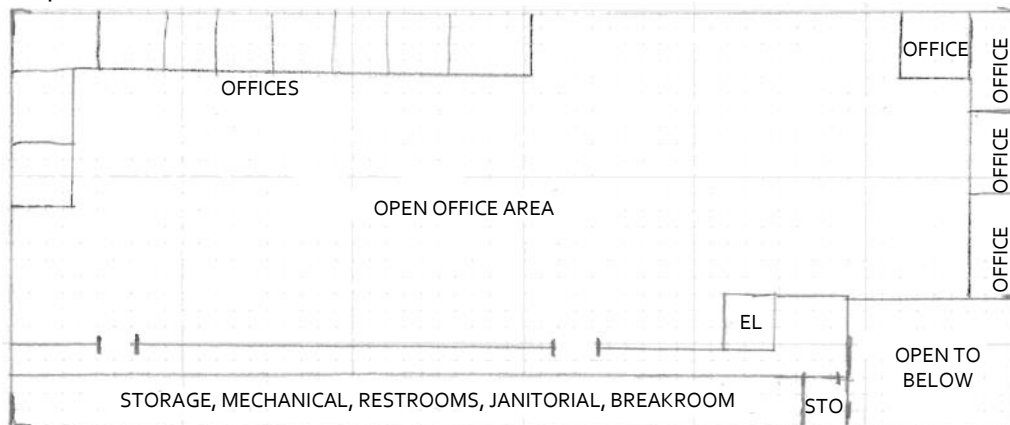 OFFICE
OFFICE
OFFICES
OFFICE
OPEN OFFICE AREA
OFFICE
EL
OPEN TO
BELOW
STORAGE, MECHANICAL, RESTROOMS, JANITORIAL, BREAKROOM
STO